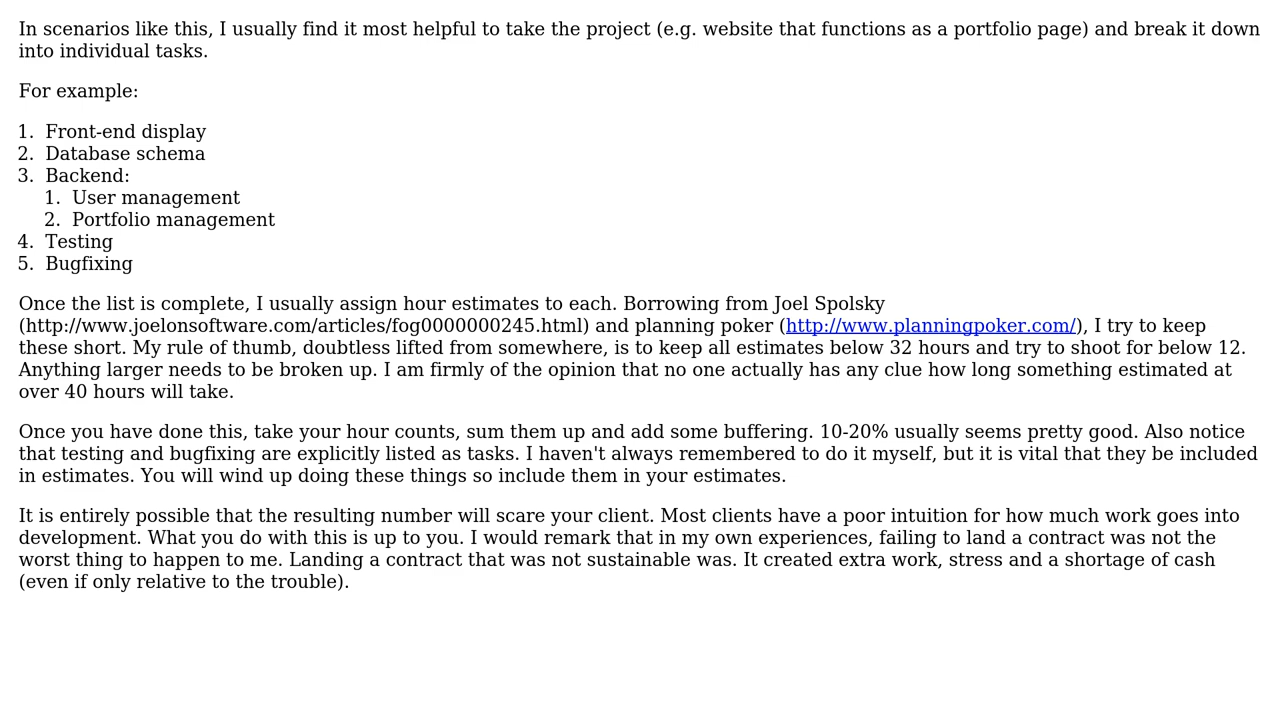 In scenarios like this, I usually find it most helpful to take the project (e.g. website that functions as a portfolio page) and break it down
into individual tasks.
For example:
1. Front-end display
2. Database schema
3. Backend:
1. User management
2. Portfolio management
4. Testing
5. Bugfixing
Once the list is complete, I usually assign hour estimates to each. Borrowing from Joel Spolsky
(http://www.joelonsoftware.com/articles/fog0000000245.html) and planning poker (http://www.planningpoker.com/), I try to keep
these short. My rule of thumb, doubtless lifted from somewhere, is to keep all estimates below 32 hours and try to shoot for below 12.
Anything larger needs to be broken up. I am firmly of the opinion that no one actually has any clue how long something estimated at
over 40 hours will take.
Once you have done this, take your hour counts, sum them up and add some buffering. 10-20% usually seems pretty good. Also notice
that testing and bugfixing are explicitly listed as tasks. I haven't always remembered to do it myself, but it is vital that they be included
in estimates. You will wind up doing these things so include them in your estimates.
It is entirely possible that the resulting number will scare your client. Most clients have a poor intuition for how much work goes into
development. What you do with this is up to you. I would remark that in my own experiences, failing to land a contract was not the
worst thing to happen to me. Landing a contract that was not sustainable was. It created extra work, stress and a shortage of cash
(even if only relative to the trouble).